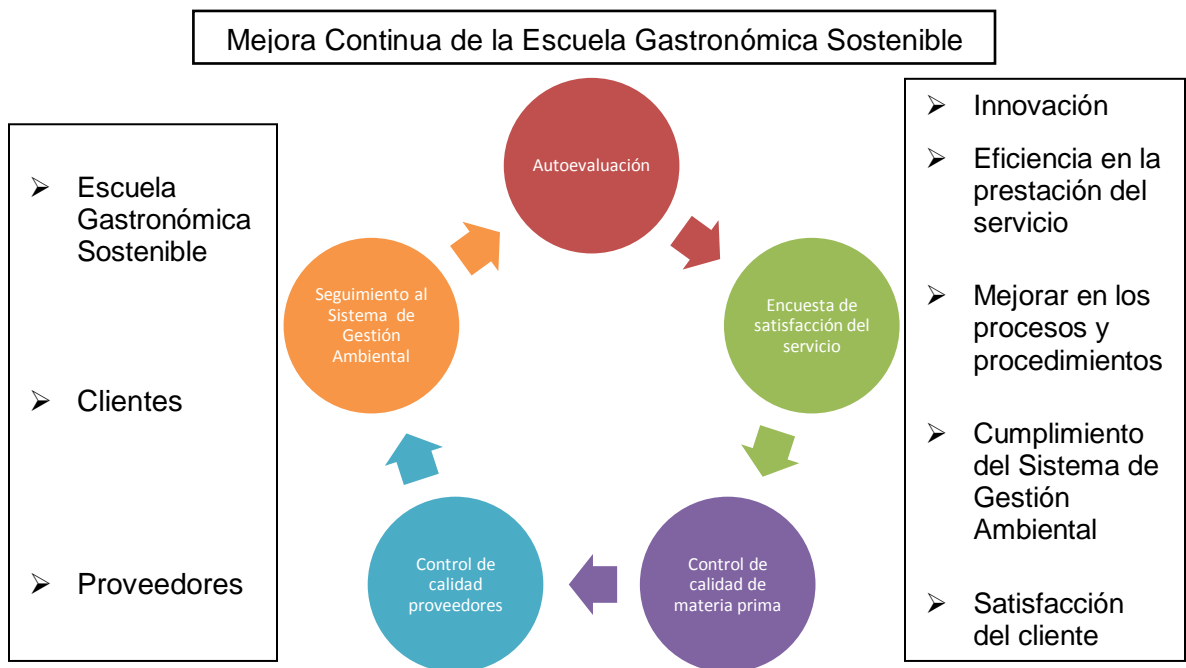 Mejora Continua de la Escuela Gastronómica Sostenible
➢ Escuela
Gastronómica
Sostenible
➢ Clientes
➢ Proveedores
Autoevaluación
Encuesta de
satisfacción del
servicio
Control de
calidad de
materia prima
Control de
calidad
proveedores
Seguimiento al
Sistema de
Gestión
Ambiental
➢ Innovación
➢ Eficiencia en la
prestación del
servicio
➢ Mejorar en los
procesos y
procedimientos
➢ Cumplimiento
del Sistema de
Gestión
Ambiental
➢ Satisfacción
del cliente